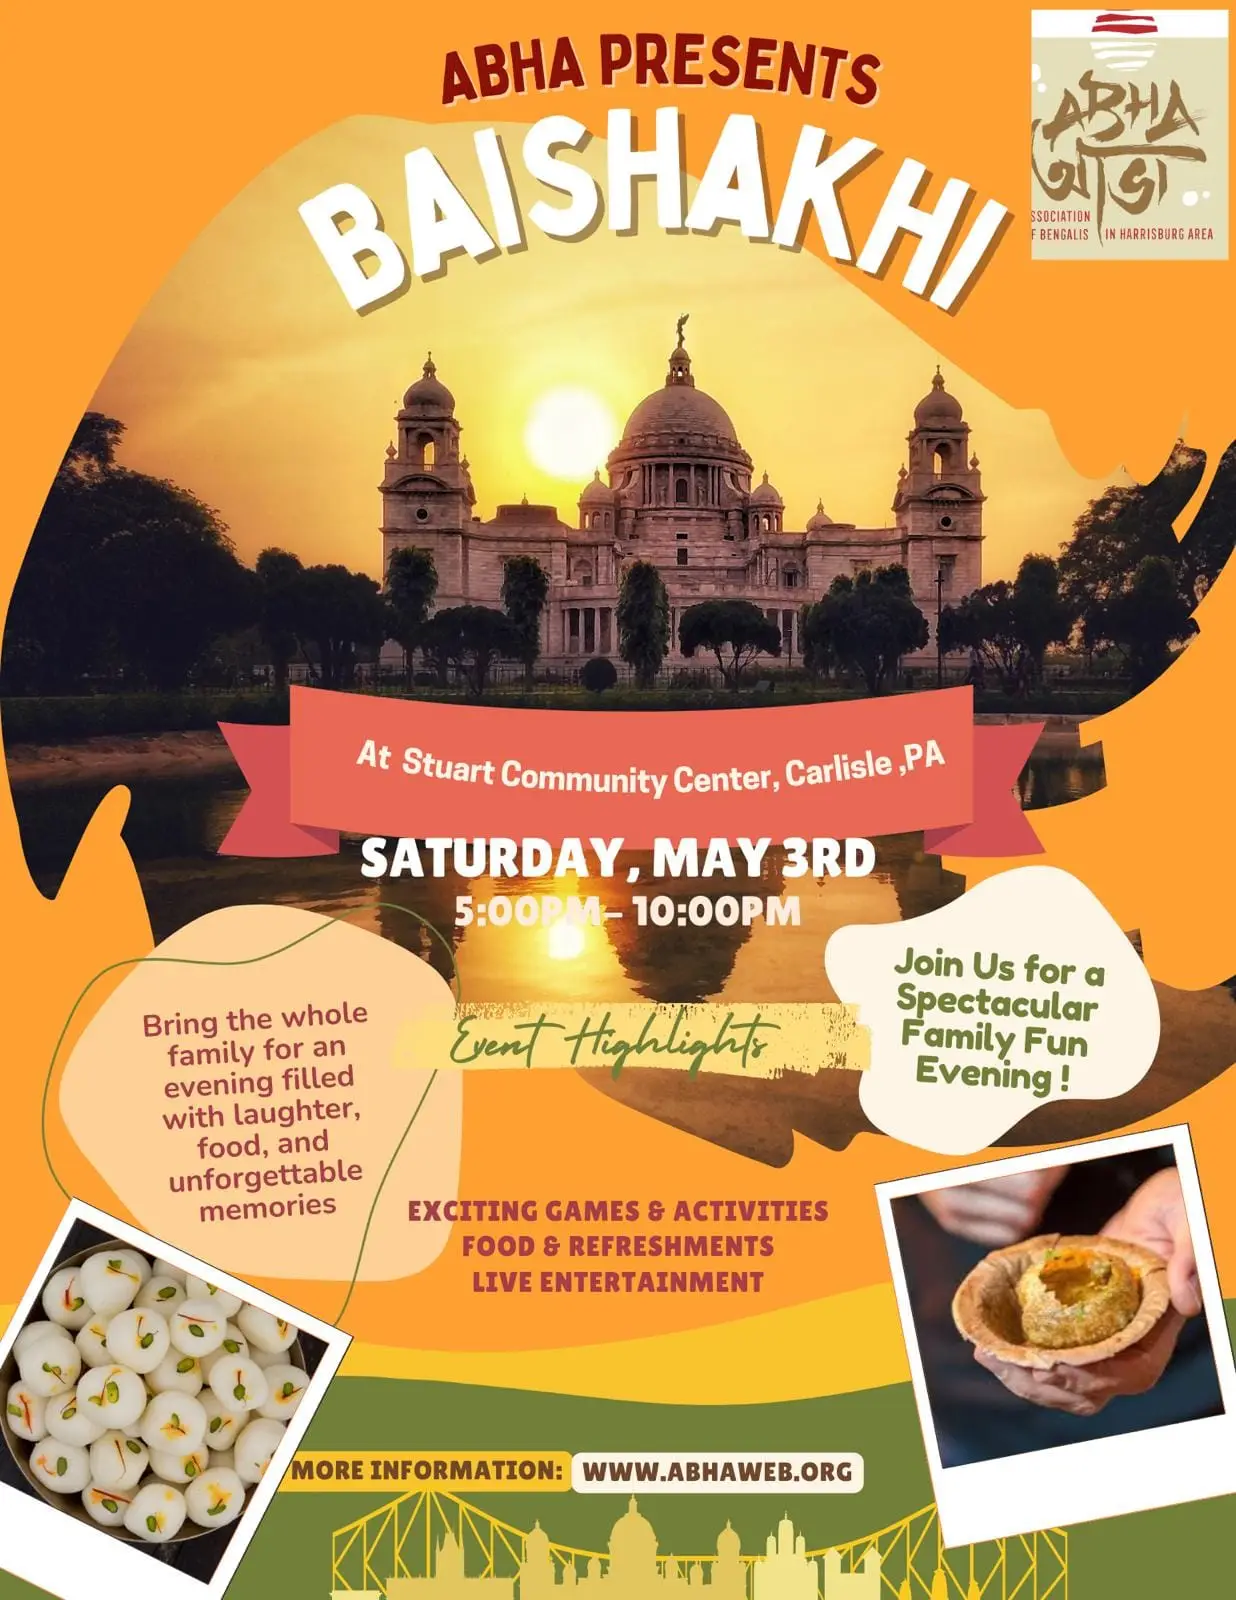 ABHA PRESENTS
BAISHAKHI
ABHA
আভা
SSOCIATION
F BENGALIS IN HARRISBURG AREA
At Stuart Community Center, Carlisle ,PA
SATURDAY, MAY 3RD
5:00PM– 10:00PM
Join Us for a
Spectacular
Family Fun
Evening !
Bring the whole
family for an
evening filled
with laughter,
food, and
unforgettable
memories
Event Highlights
EXCITING GAMES & ACTIVITIES
FOOD & REFRESHMENTS
LIVE ENTERTAINMENT
MORE INFORMATION: WWW.ABHAWEB.ORG